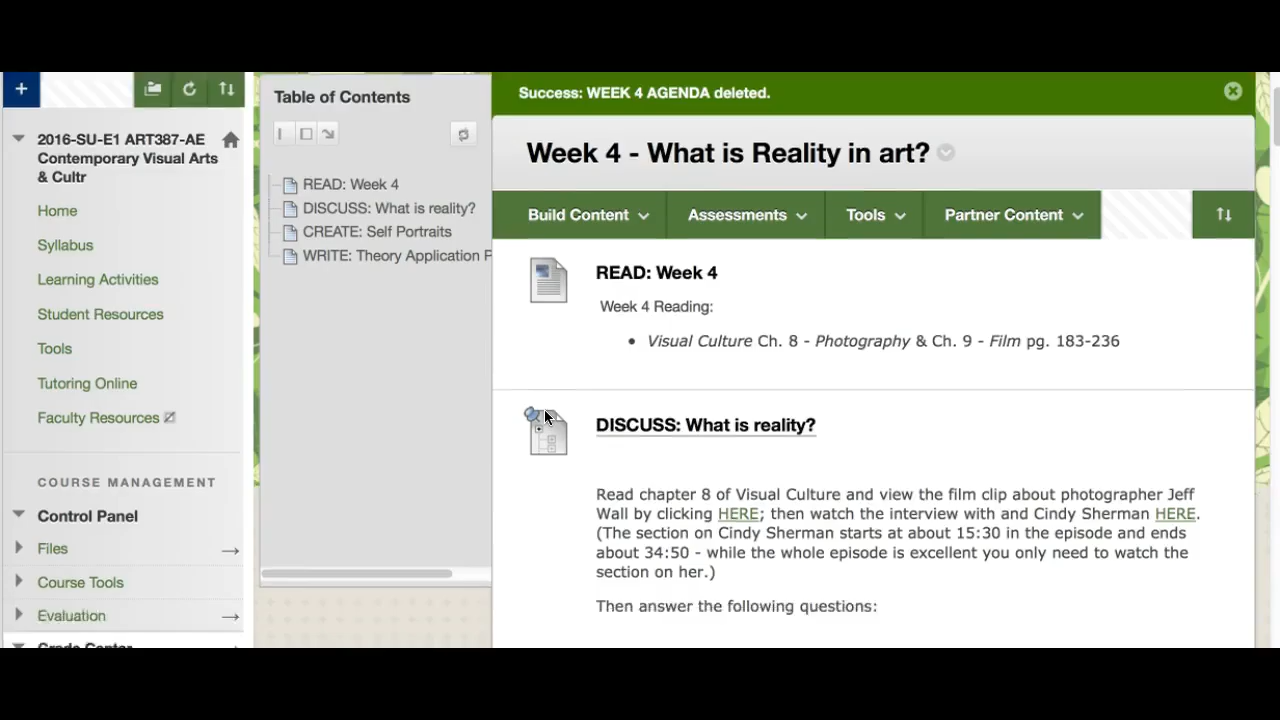 2016-SU-E1 ART387-AE
Contemporary Visual Arts
& Cultr
Home
Syllabus
Learning Activities
Student Resources
Tools
Tutoring Online
Faculty Resources
COURSE MANAGEMENT
Control Panel
Files
Course Tools
Evaluation
Grade Center
Table of Contents
READ: Week 4
DISCUSS: What is reality?
CREATE: Self Portraits
WRITE: Theory Application P
Success: WEEK 4 AGENDA deleted.
Week 4 - What is Reality in art?
Build Content Assessments Tools Partner Content
READ: Week 4
Week 4 Reading:
• Visual Culture Ch. 8 - Photography & Ch. 9 - Film pg. 183-236
DISCUSS: What is reality?
Read chapter 8 of Visual Culture and view the film clip about photographer Jeff
Wall by clicking HERE; then watch the interview with and Cindy Sherman HERE.
(The section on Cindy Sherman starts at about 15:30 in the episode and ends
about 34:50 - while the whole episode is excellent you only need to watch the
section on her.)
Then answer the following questions: